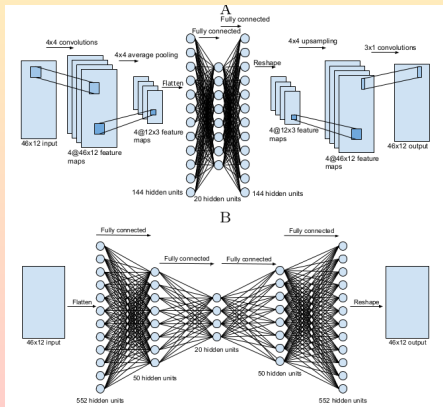 A
Fully connected
Fully connected
4x4 convolutions
4x4 average pooling
Flatten
Reshape
4x4 upsampling
3x1 convolutions
46x12 input
4@46x12 feature
maps
4@12x3 feature
maps
144 hidden units
20 hidden units
144 hidden units
4@12x3 feature
maps
4@46x12 feature
maps
46x12 output
B
Fully connected
Fully connected
Fully connected
Fully connected
Flatten
Reshape
46x12 input
552 hidden units
50 hidden units
20 hidden units
50 hidden units
552 hidden units
46x12 output